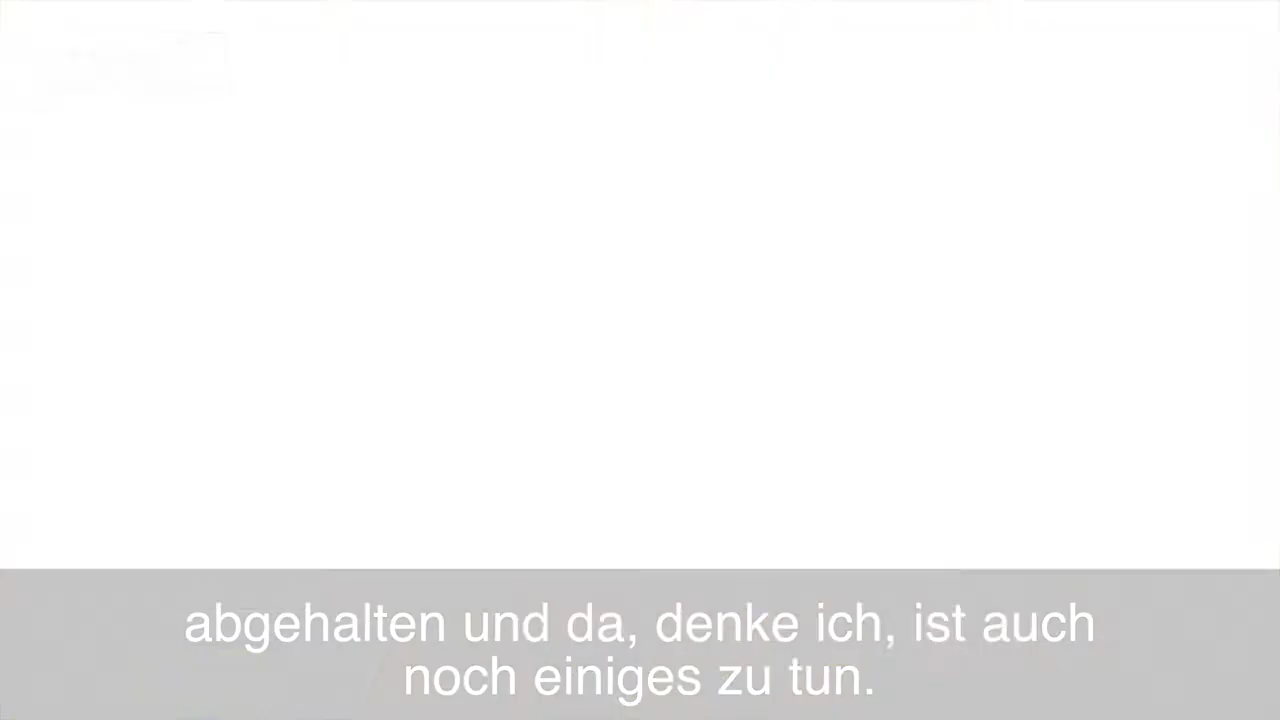 abgehalten und da, denke ich, ist auch
noch einiges zu tun.